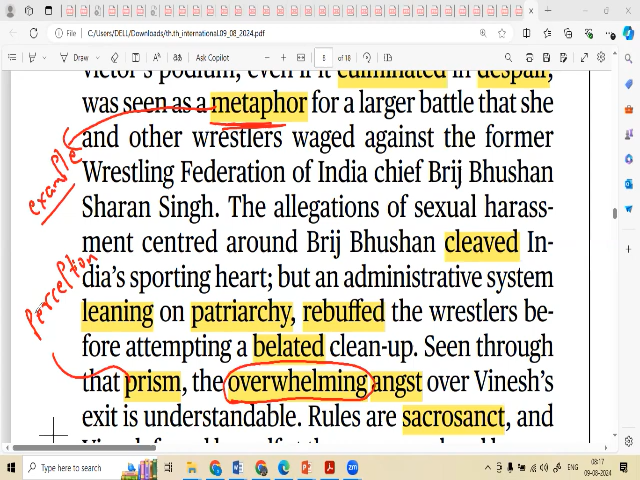 C:/Users/DELL/Downloads/th.th_international09_08_2024.pdf
Draw
Ask Copilot
8
of 18
victor's podium, even if it culminated in despair,
was seen as a metaphor for a larger battle that she
and other wrestlers waged against the former
Wrestling Federation of India chief Brij Bhushan
Sharan Singh. The allegations of sexual harass-
ment centred around Brij Bhushan cleaved In-
dia's sporting heart; but an administrative system
leaning on patriarchy, rebuffed the wrestlers be-
fore attempting a belated clean-up. Seen through
that prism, the overwhelming angst over Vinesh's
exit is understandable. Rules are sacrosanct, and
example
perception
Type here to search
ENG
08:17
09-08-2024